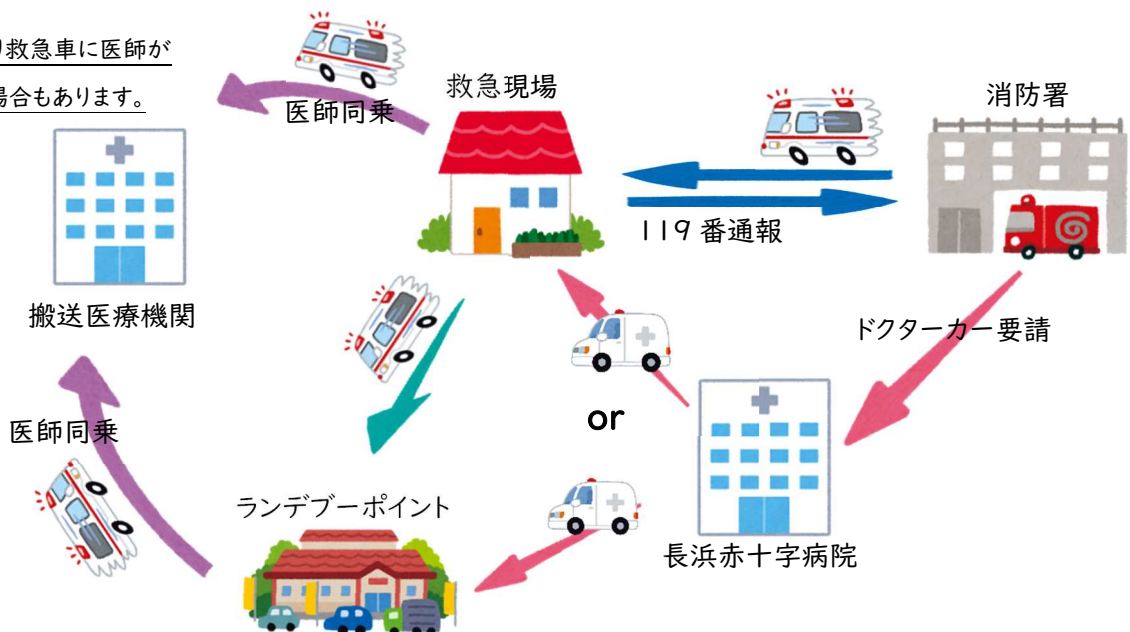 救急車に医師が
場合もあります。
医師同乗
救急現場
消防署
119番通報
搬送医療機関
ドクターカー要請
or
医師同乗
ランデブーポイント
長浜赤十字病院